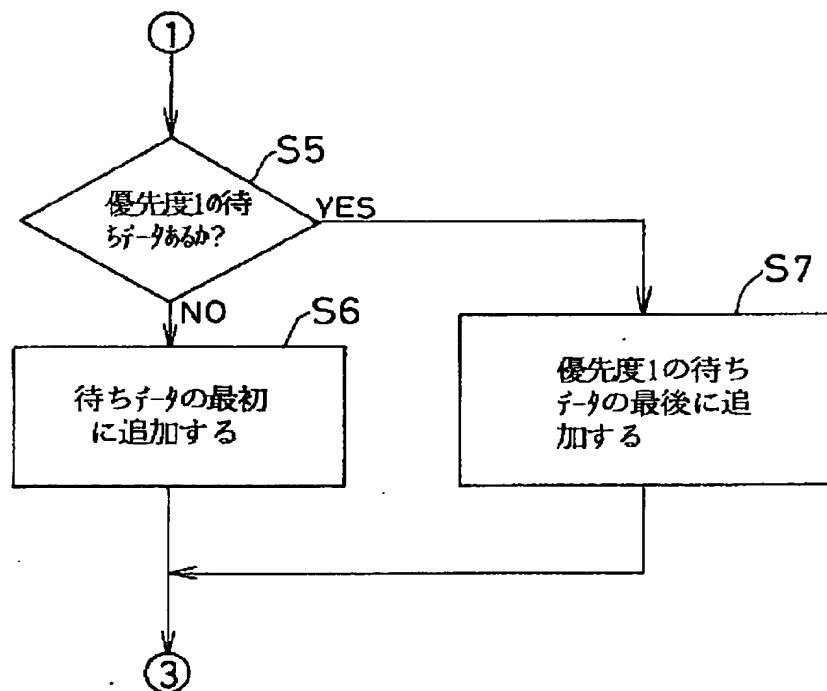 ①
S5
優先度1の待
ちデータあるか?
YES
NO
S6
待ちデータの最初
に追加する
S7
優先度1の待ち
データの最後に追
加する
③